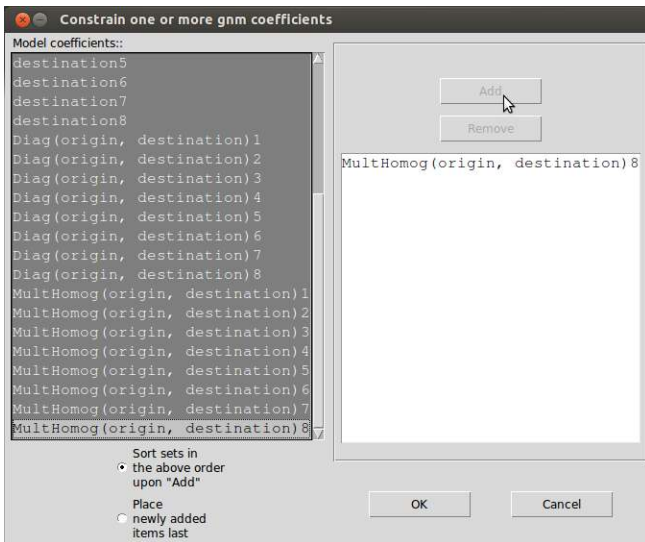 Constrain one or more gnm coefficients
Model coefficients::
destination5
destination6
destination7
destination8
Diag(origin, destination)1
Diag(origin, destination)2
Diag(origin, destination)3
Diag(origin, destination)4
Diag(origin, destination)5
Diag(origin, destination)6
Diag(origin, destination)7
Diag(origin, destination)8
MultHomog(origin, destination)1
MultHomog(origin, destination)2
MultHomog(origin, destination)3
MultHomog(origin, destination)4
MultHomog(origin, destination)5
MultHomog(origin, destination)6
MultHomog(origin, destination)7
MultHomog(origin, destination)8
Sort sets in
the above order
upon "Add"
Place
newly added
items last
Add
Remove
MultHomog(origin, destination)8
OK
Cancel